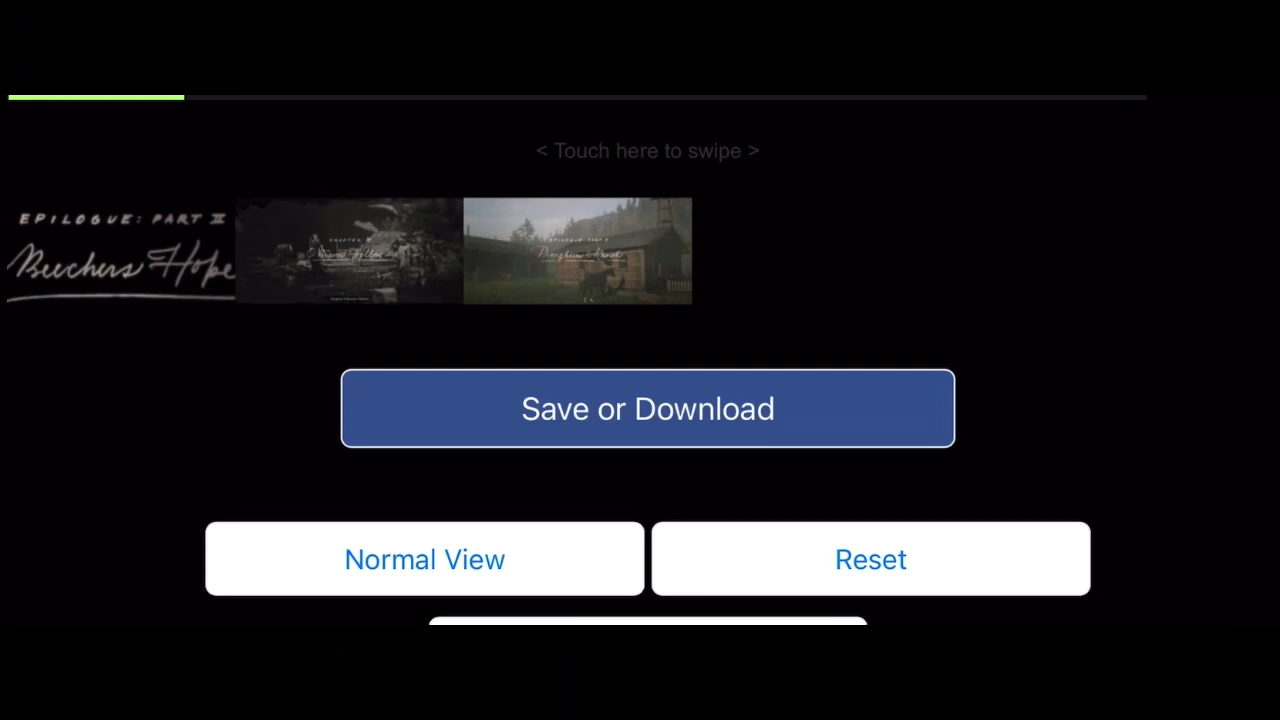 < Touch here to swipe >
EPILOGUE: PART II
Beechers Hope
Save or Download
Normal View
Reset